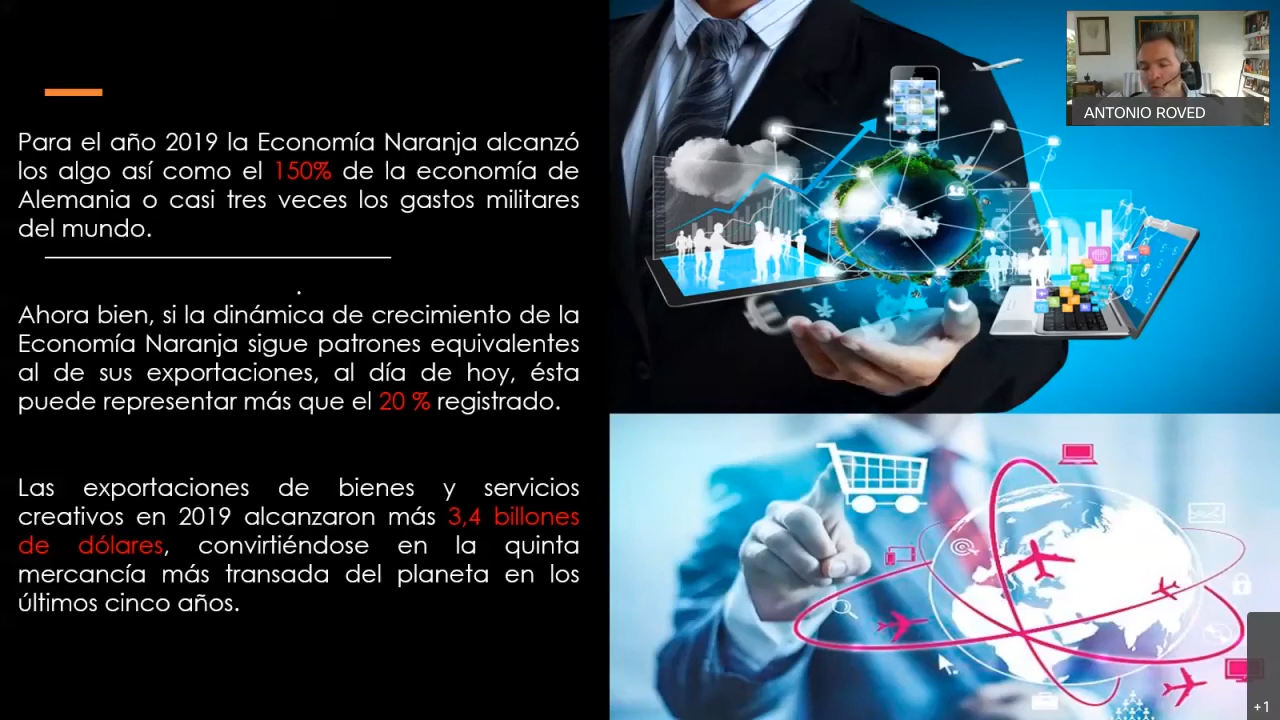 Para el año 2019 la Economía Naranja alcanzó
los algo así como el 150% de la economía de
Alemania o casi tres veces los gastos militares
del mundo.
.
Ahora bien, si la dinámica de crecimiento de la
Economía Naranja sigue patrones equivalentes
al de sus exportaciones, al día de hoy, ésta
puede representar más que el 20 % registrado.
Las exportaciones de bienes y servicios
creativos en 2019 alcanzaron más 3,4 billones
de dólares, convirtiéndose en la quinta
mercancía más transada del planeta en los
últimos cinco años.
ANTONIO ROVED
+1